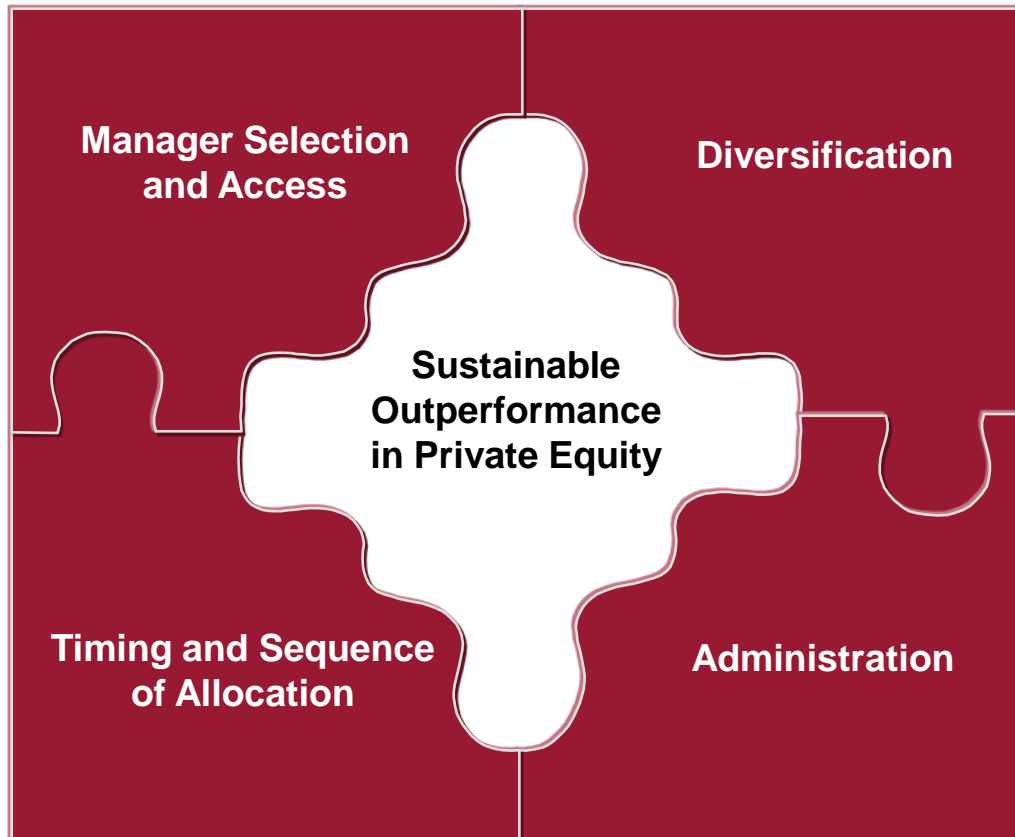 Manager Selection
and Access
Diversification
Sustainable
Outperformance
in Private Equity
Timing and Sequence
of Allocation
Administration